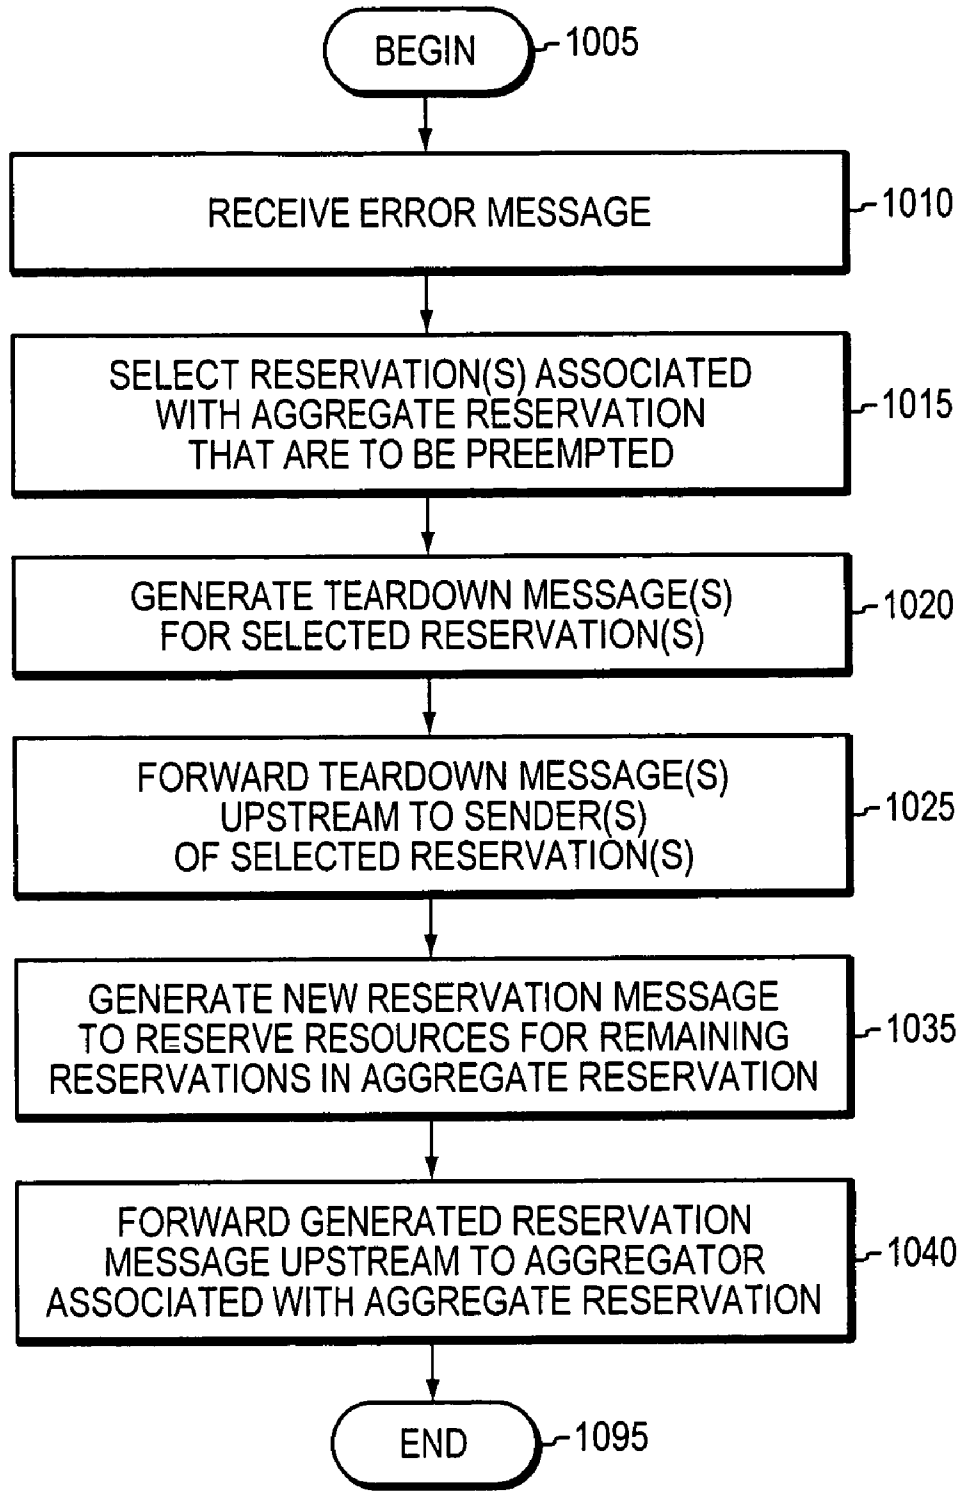 BEGIN
1005
RECEIVE ERROR MESSAGE
1010
SELECT RESERVATION(S) ASSOCIATED
WITH AGGREGATE RESERVATION
THAT ARE TO BE PREEMPTED
1015
GENERATE TEARDOWN MESSAGE(S)
FOR SELECTED RESERVATION(S)
1020
FORWARD TEARDOWN MESSAGE(S)
UPSTREAM TO SENDER(S)
OF SELECTED RESERVATION(S)
1025
GENERATE NEW RESERVATION MESSAGE
TO RESERVE RESOURCES FOR REMAINING
RESERVATIONS IN AGGREGATE RESERVATION
1035
FORWARD GENERATED RESERVATION
MESSAGE UPSTREAM TO AGGREGATOR
ASSOCIATED WITH AGGREGATE RESERVATION
1040
END
1095